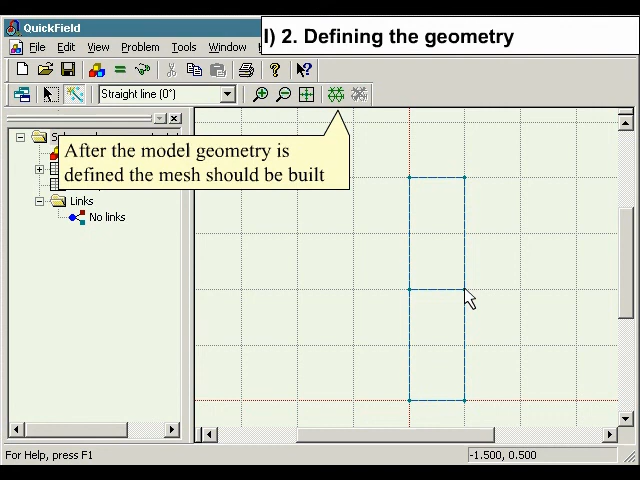 QuickField
I) 2. Defining the geometry
File Edit View Problem Tools Window
Straight line (0°)
After the model geometry is
defined the mesh should be built
Links
No links
For Help, press F1
-1.500, 0.500